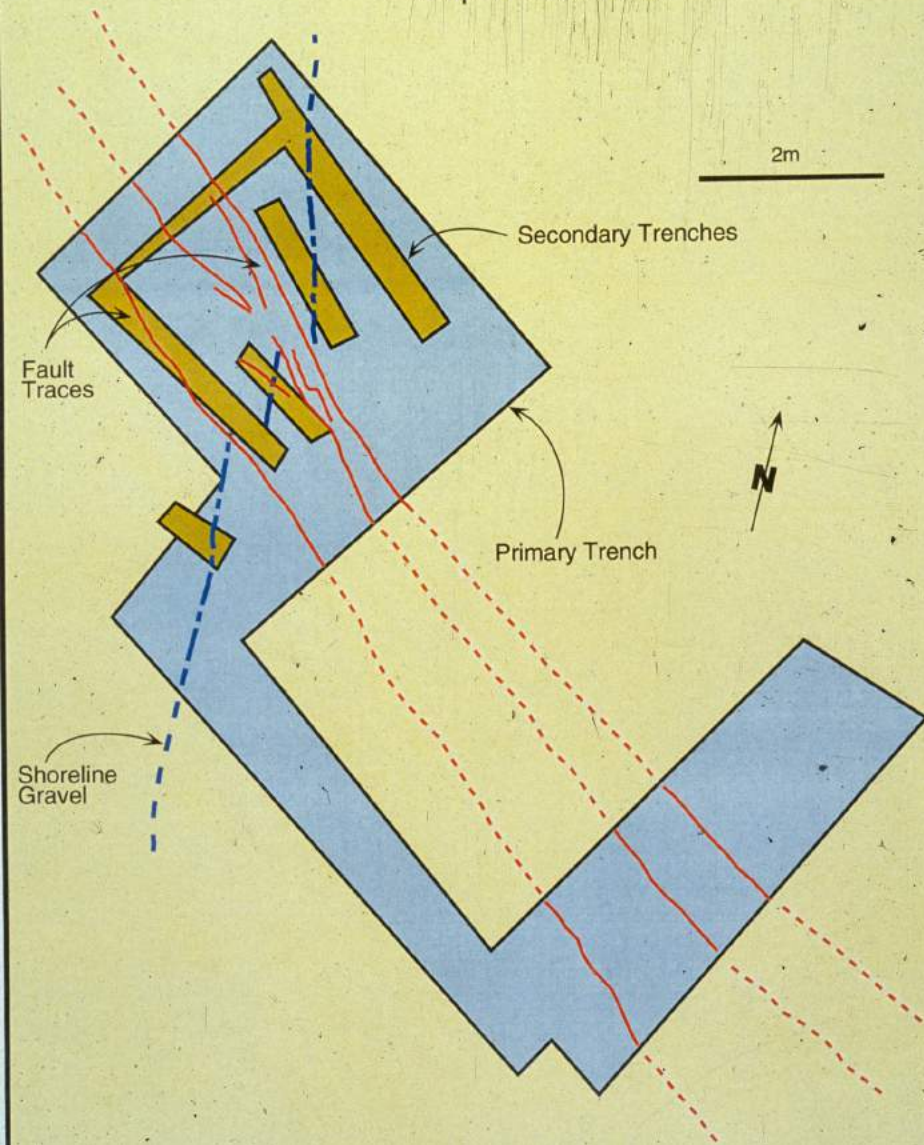 2m
Secondary Trenches
Fault
Traces
N
Primary Trench
Shoreline
Gravel